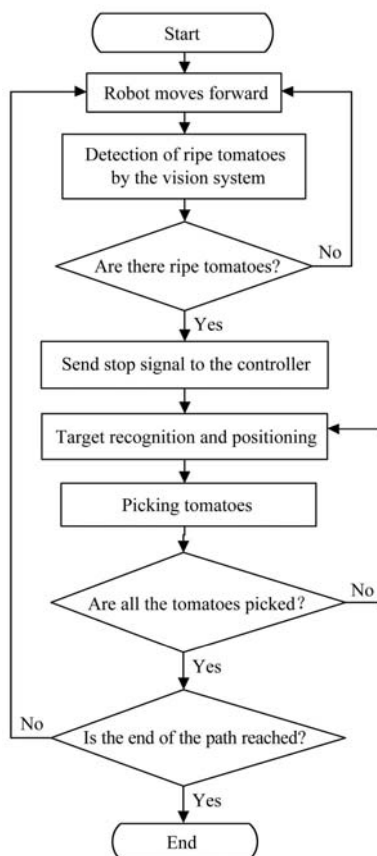 Start
Robot moves forward
Detection of ripe tomatoes
by the vision system
Are there ripe tomatoes?
No
Yes
Send stop signal to the controller
Target recognition and positioning
Picking tomatoes
Are all the tomatoes picked?
No
Yes
No
Is the end of the path reached?
Yes
End